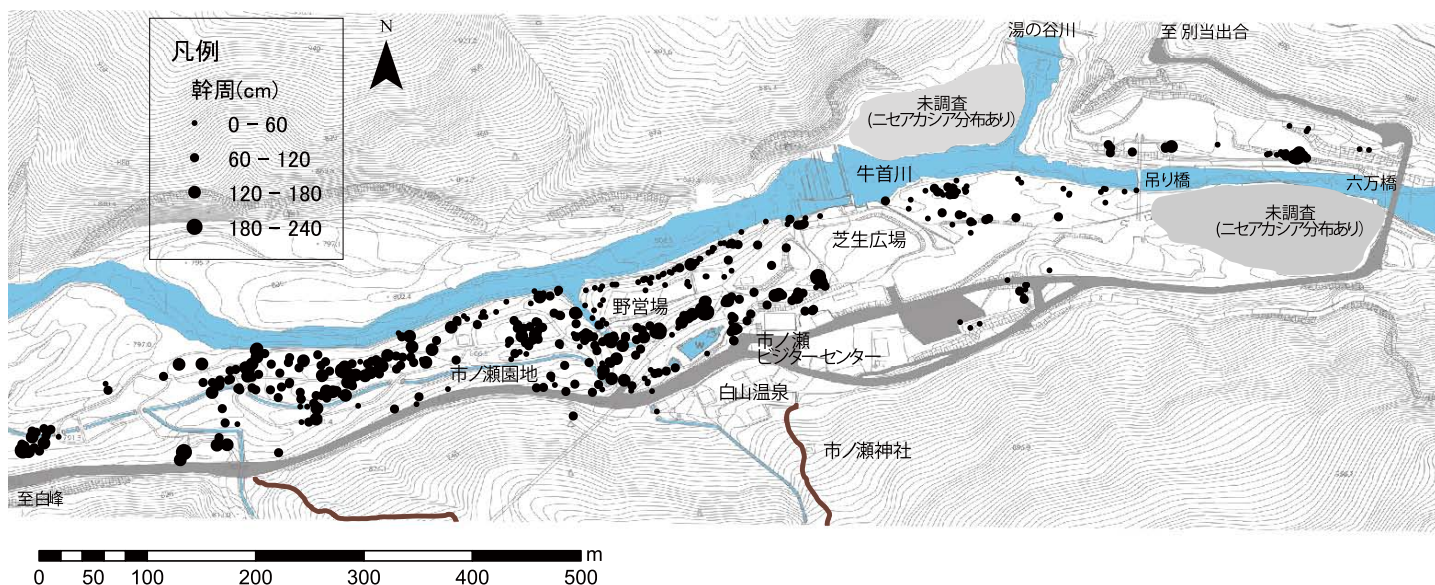 凡例
幹周(cm)
0 – 60
60 – 120
120 – 180
180 – 240
N
湯の谷川
至 別当出合
未調査
(ニセアカシア分布あり)
牛首川
吊り橋
六万橋
未調査
(ニセアカシア分布あり)
芝生広場
野営場
市ノ瀬
ビジターセンター
市ノ瀬園地
白山温泉
市ノ瀬神社
至白峰
W
m
0 50 100 200 300 400 500